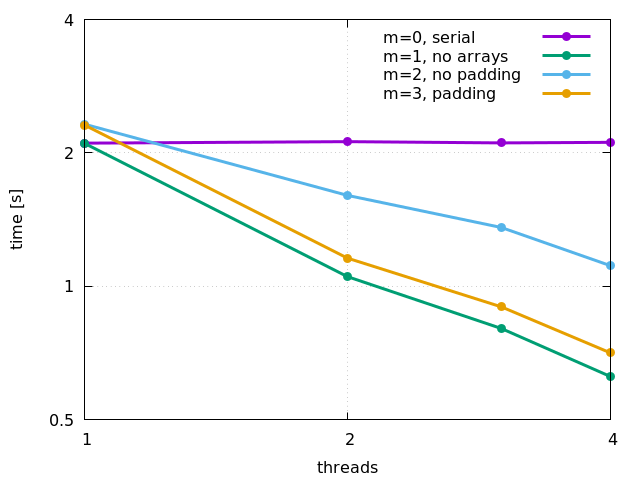 4
m=0, serial
m=1, no arrays
m=2, no padding
m=3, padding
2
time [s]
1
0.5
1 2 4
threads